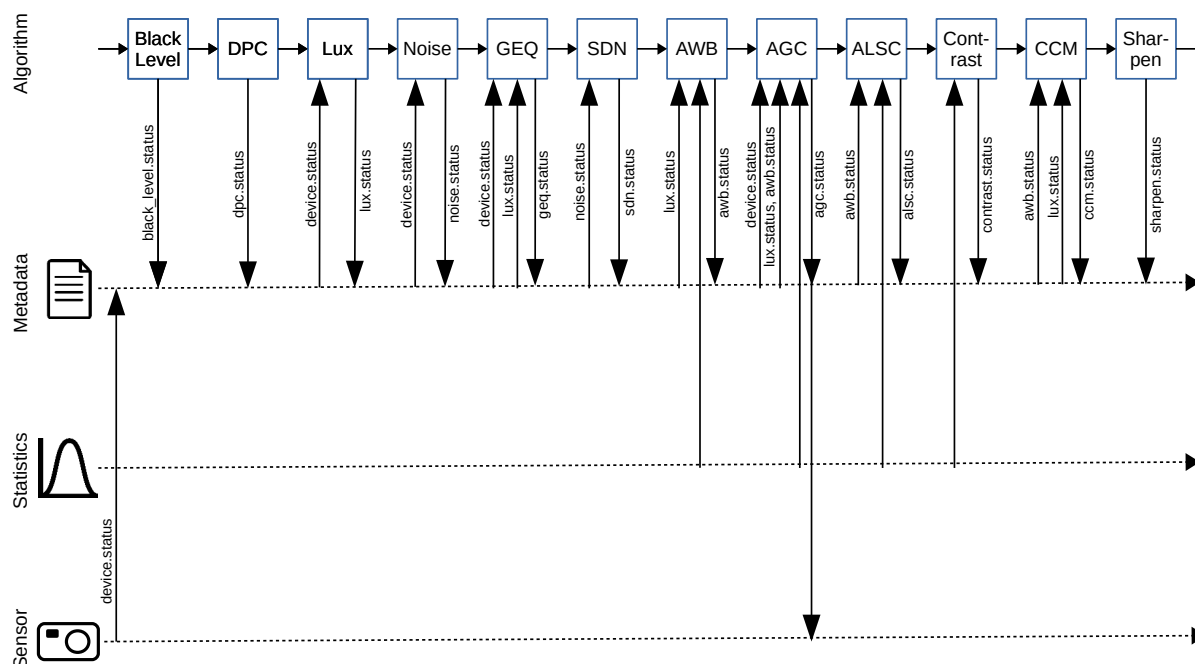 Algorithm
Black
Level
DPC
Lux
Noise
GEQ
SDN
AWB
AGC
ALSC
Cont-
rast
CCM
Shar-
pen
black_level.status
dpc.status
device.status
lux.status
device.status
noise.status
device.status
lux.status
geq.status
noise.status
sdn.status
lux..status
awb.status
device.status
lux.status, awb.status
agc.status
awb.status
alsc.status
contrast.status
awb.status
lux.status
ccm.status
sharpen.status
Metadada
Statistics
device.status
Sensor